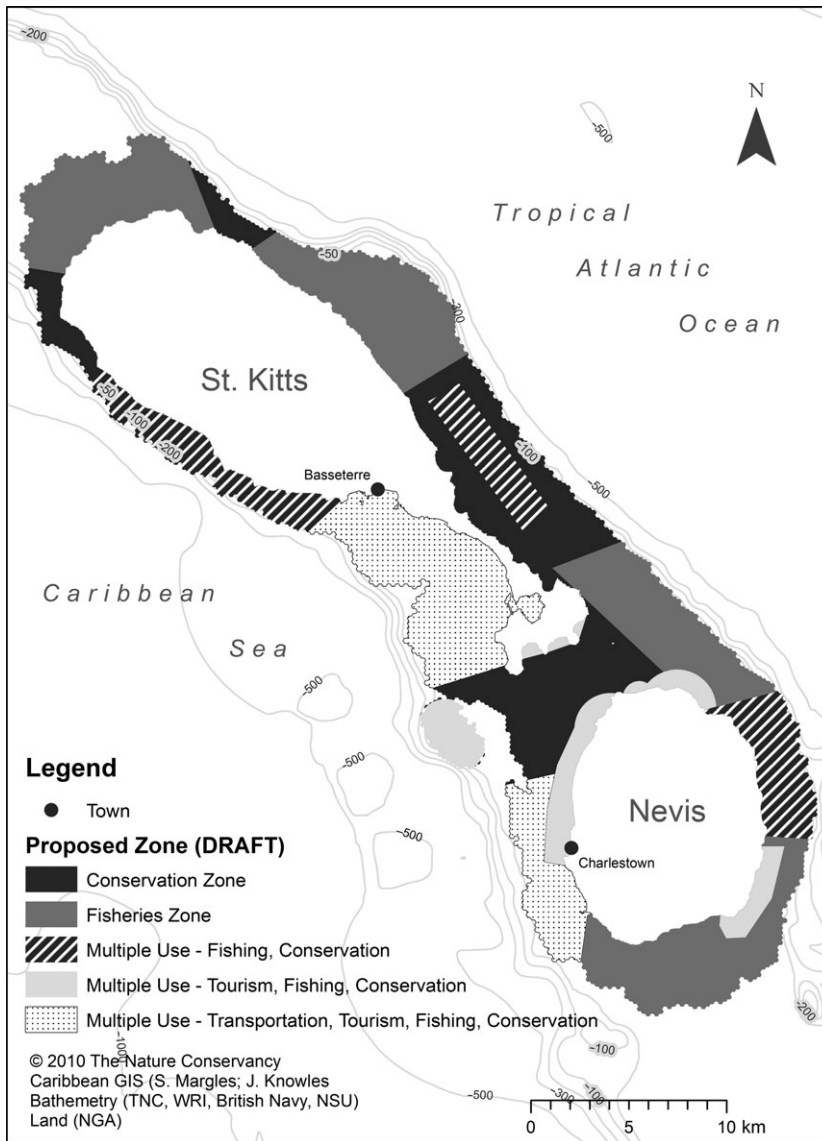 -200
-500
N
Tropical
Atlantic
Ocean
-50
-300
St. Kitts
-50
-100
-200
-100
-500
Basseterre
Caribbean
Sea
-500
-500
-500
Nevis
Charlestown
Legend
Town
Proposed Zone (DRAFT)
Conservation Zone
Fisheries Zone
Multiple Use - Fishing, Conservation
Multiple Use - Tourism, Fishing, Conservation
Multiple Use - Transportation, Tourism, Fishing, Conservation
-200
-100
-1000
© 2010 The Nature Conservancy
Caribbean GIS (S. Margles; J. Knowles
Bathemetry (TNC, WRI, British Navy, NSU)
Land (NGA)
-500
-300
-100
-500
0 5 10 km